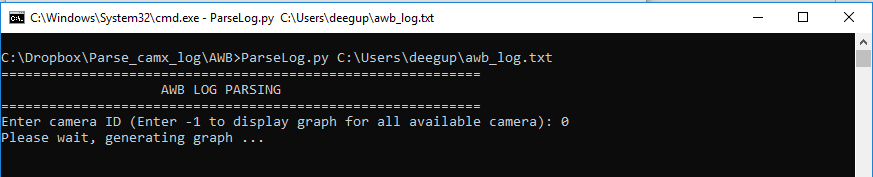 C:\Windows\System32\cmd.exe - ParseLog.py C:\Users\deegup\awb_log.txt
C:\Dropbox\Parse_camx_log\AWB>ParseLog.py C:\Users\deegup\awb_log.txt
============================================================
AWB LOG PARSING
============================================================
Enter camera ID (Enter -1 to display graph for all available camera): 0
Please wait, generating graph ...